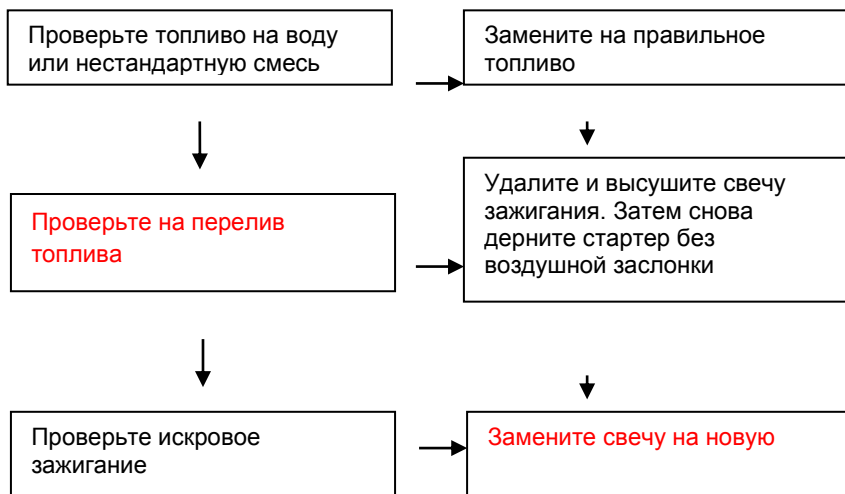 Проверьте топливо на воду
или нестандартную смесь
Замените на правильное
топливо
Проверьте на перелив
топлива
Удалите и высушите свечу
зажигания. Затем снова
дерните стартер без
воздушной заслонки
Проверьте искровое
зажигание
Замените свечу на новую